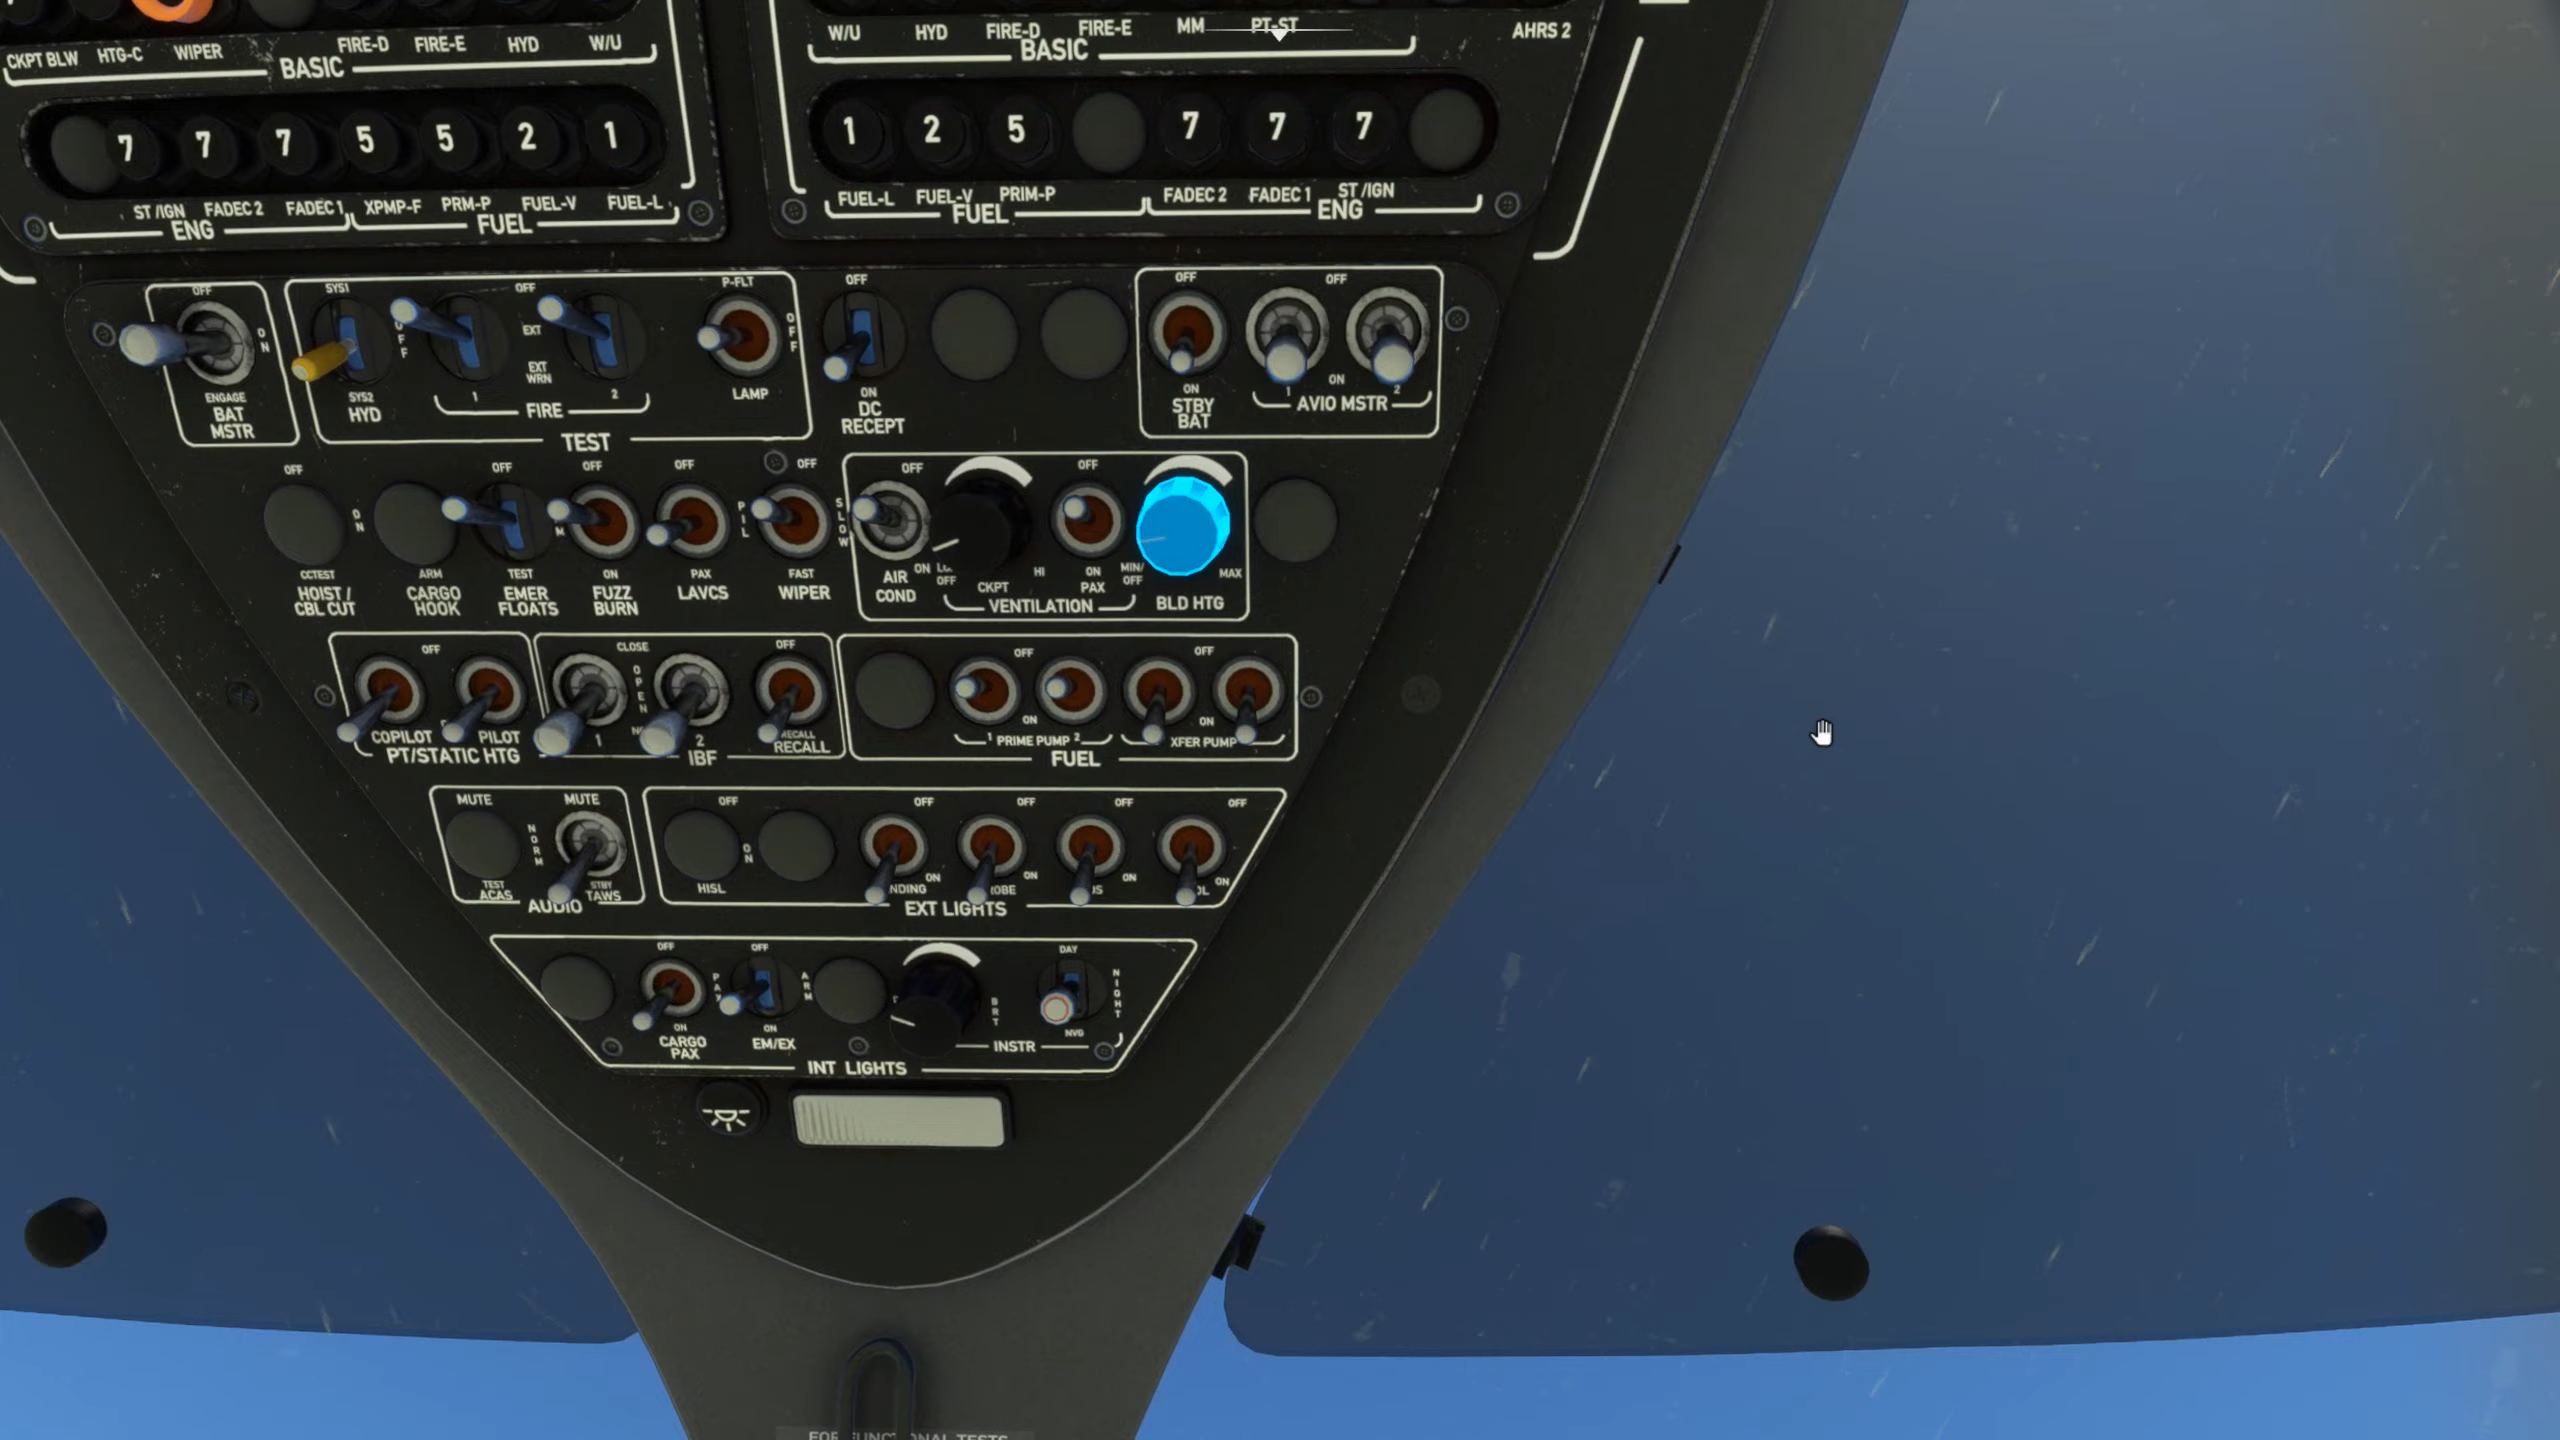 CKPT BLW HTG-C WIPER FIRE-D FIRE-E HYD W/U
BASIC
W/U HYD FIRE-D FIRE-E MM PT-ST AHRS 2
BASIC
7 7 7 5 5 2 1
1 2 5 7 7 7
ST /IGN FADEC 2 FADEC 1 XPMP-F PRM-P FUEL-V FUEL-L
ENG FUEL
FUEL-L FUEL-V PRIM-P FADEC 2 FADEC 1 ST /IGN
FUEL ENG
OFF SYS1 OFF P-FLT OFF OFF OFF
ON OFF EXT OFF
EXT WRN
ENGAGE SYS2 1 2 LAMP ON ON ON
BAT MSTR HYD FIRE DC RECEPT STBY BAT 1 AVIO MSTR 2
TEST
OFF OFF OFF OFF OFF OFF OFF
ON M PIL SLOW
CCTEST ARM TEST ON PAX FAST ON HI ON MIN/OFF MAX
OFF
HOIST / CBL CUT CARGO HOOK EMER FLOATS FUZZ BURN LAVCS WIPER AIR COND CKPT PAX BLD HTG
VENTILATION
OFF CLOSE OFF OFF OFF
OPEN
COPILOT PILOT 1 2 RECALL ON ON
RECALL 1 PRIME PUMP 2 XFER PUMP
PT/STATIC HTG IBF FUEL
MUTE MUTE OFF OFF OFF OFF OFF
NORM ON
TEST STBY HISL ON ON ON ON
ACAS TAWS
AUDIO EXT LIGHTS
OFF OFF DAY
ARM BRT NIGHT
ON ON NVG
CARGO PAX EM/EX INSTR
INT LIGHTS